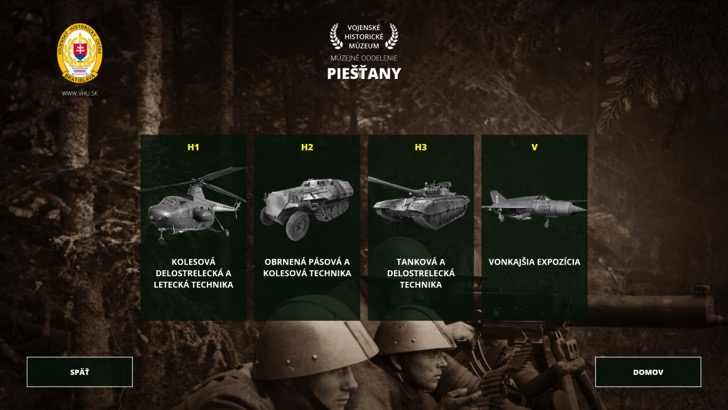 WWW.VHU.SK
VOJENSKÉ
HISTORICKÉ
MÚZEUM
MÚZEJNÉ ODDELENIE
PIEŠŤANY
H1
KOLESOVÁ
DELOSTRELECKÁ A
LETECKÁ TECHNIKA
H2
OBRNENÁ PÁSOVÁ A
KOLESOVÁ TECHNIKA
H3
TANKOVÁ A
DELOSTRELECKÁ
TECHNIKA
V
VONKAJŠIA EXPOZÍCIA
SPÄŤ
DOMOV